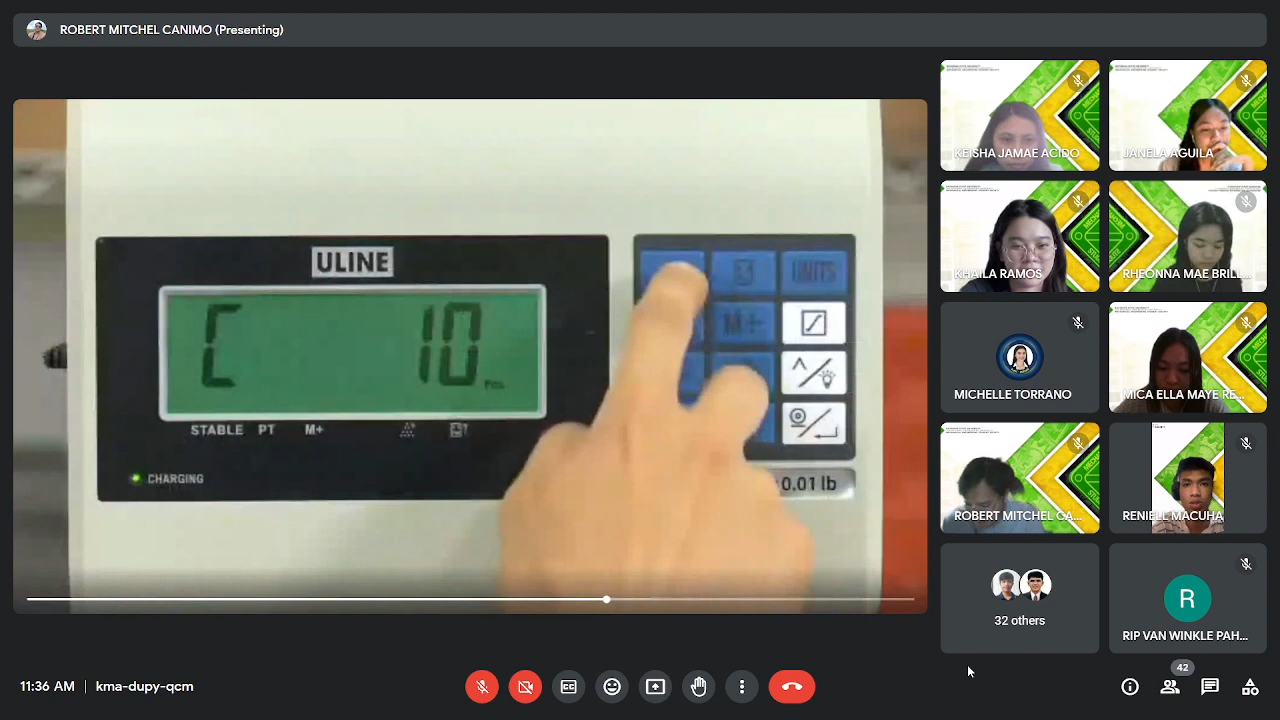 ROBERT MITCHEL CANIMO (Presenting)
ULINE
C 10
Pcs
STABLE PT M+
CHARGING
UNITS
M+
0.01 lb
KEISHA JAMAE ACIDO
JANELA AGUILA
KHAILA RAMOS
RHEONNA MAE BRILL...
MICHELLE TORRANO
MICA ELLA MAYE RE...
ROBERT MITCHEL CA...
RENIELL MACUHA
32 others
R
RIP VAN WINKLE PAH...
11:36 AM | kma-dupy-qcm
42